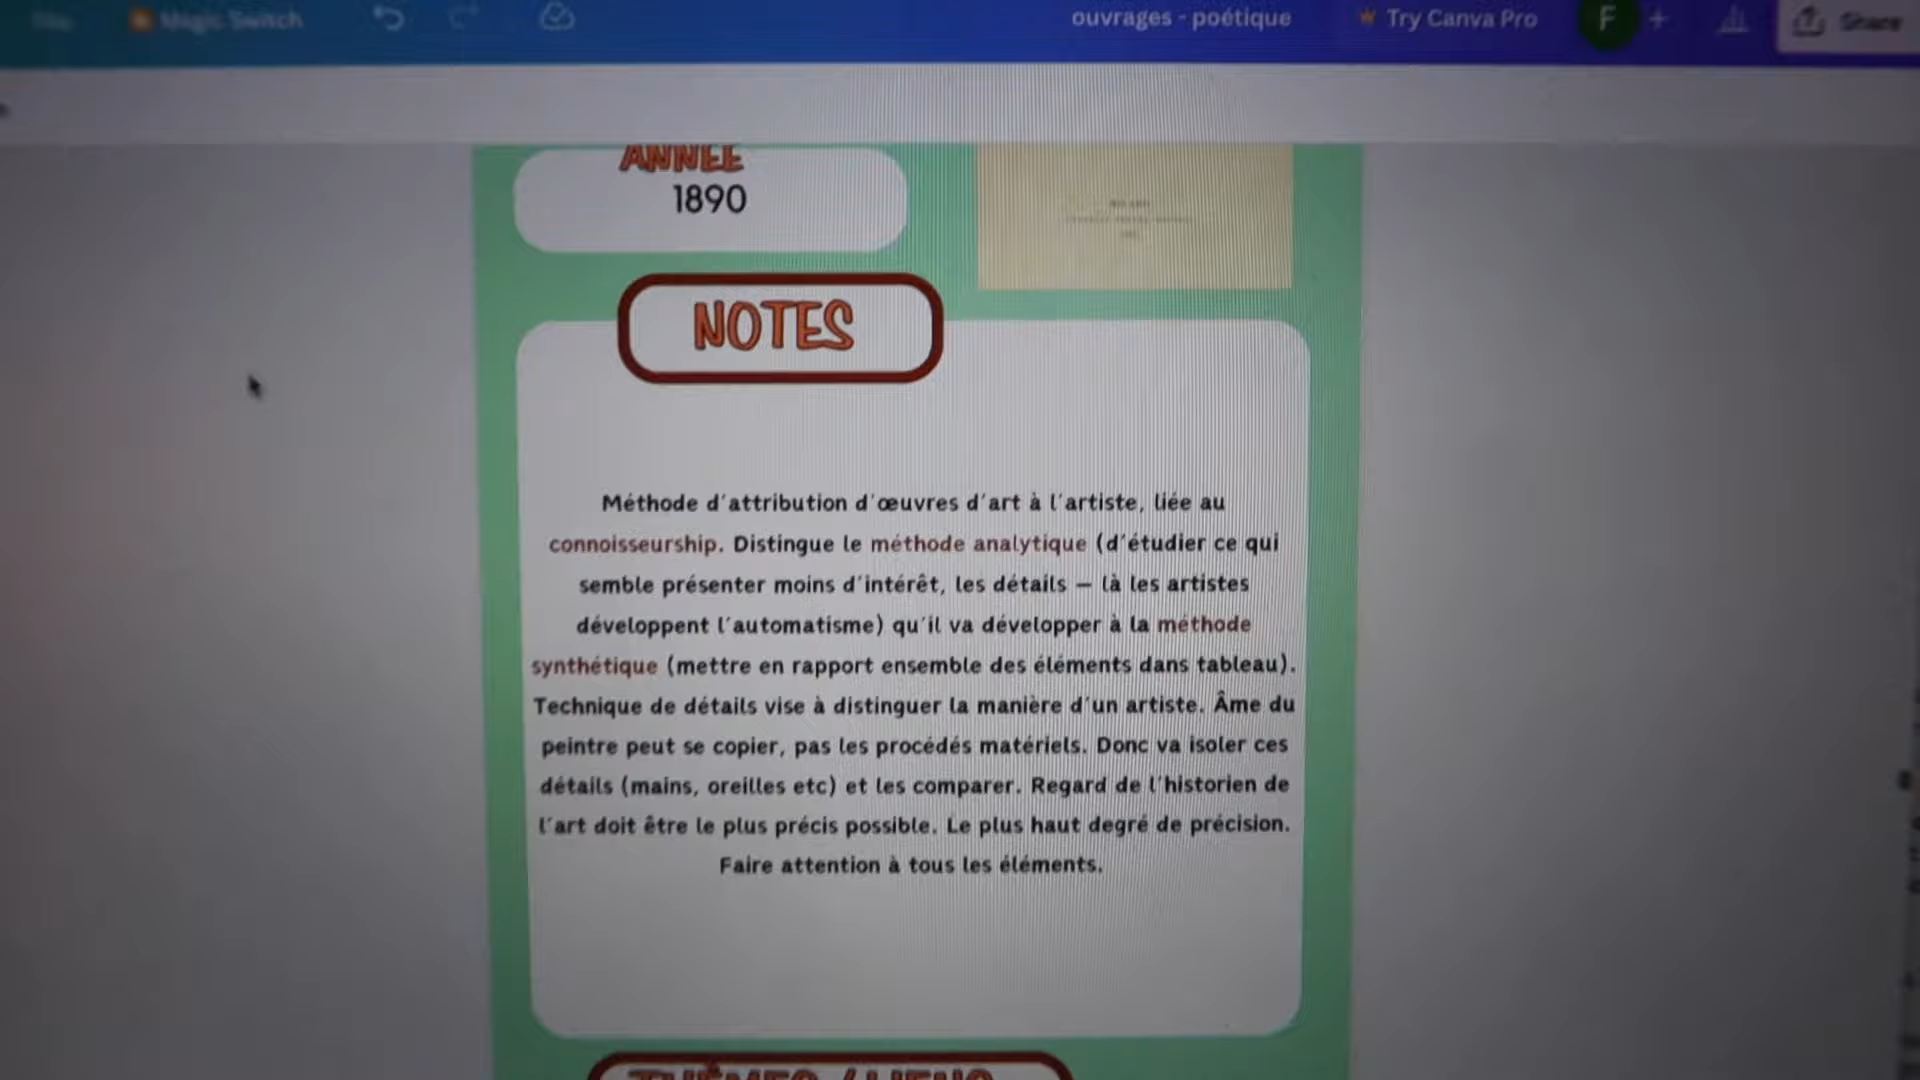 Magic Switch
ouvrages - poétique
Try Canva Pro
F
Share
ANNÉE
1890
NOTES
Méthode d'attribution d'œuvres d'art à l'artiste, liée au
connoisseurship. Distingue le méthode analytique (d'étudier ce qui
semble présenter moins d'intérêt, les détails – là les artistes
développent l'automatisme) qu'il va développer à la méthode
synthétique (mettre en rapport ensemble des éléments dans tableau).
Technique de détails vise à distinguer la manière d'un artiste. Âme du
peintre peut se copier, pas les procédés matériels. Donc va isoler ces
détails (mains, oreilles etc) et les comparer. Regard de l'historien de
l'art doit être le plus précis possible. Le plus haut degré de précision.
Faire attention à tous les éléments.
THÈMES / LIENS